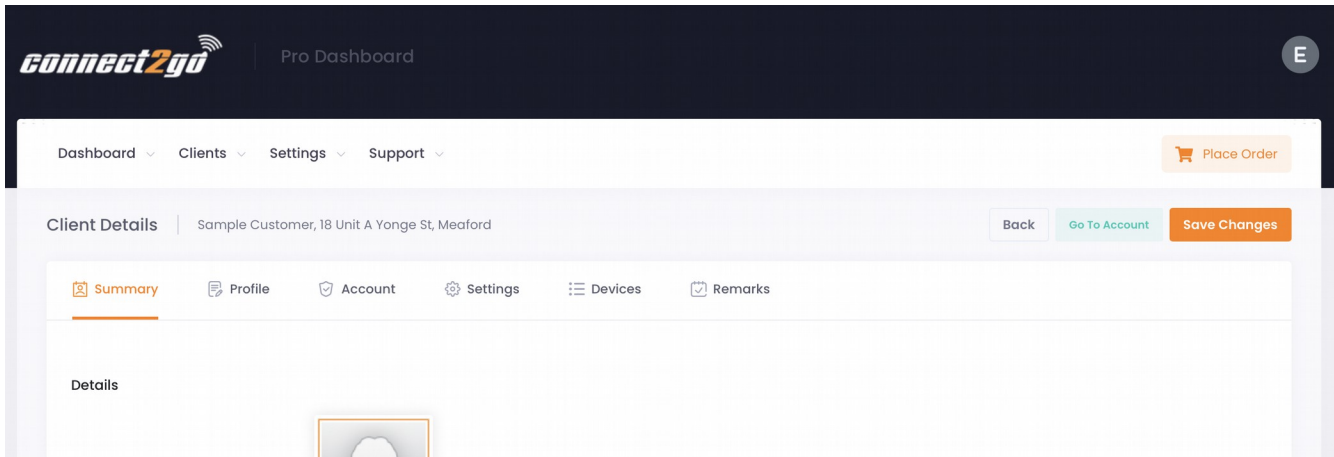 connect2go Pro Dashboard E
Dashboard Clients Settings Support Place Order
Client Details Sample Customer, 18 Unit A Yonge St, Meaford Back Go To Account Save Changes
Summary Profile Account Settings Devices Remarks
Details